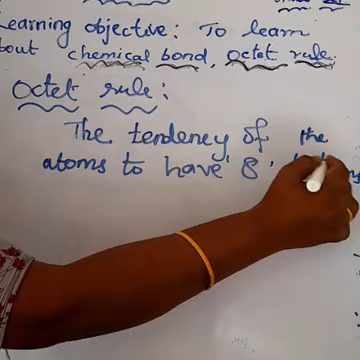 Learning objective: To learn
about chemical bond, Octet rule.
Octet rule:
The tendency of the
atoms to have '8'